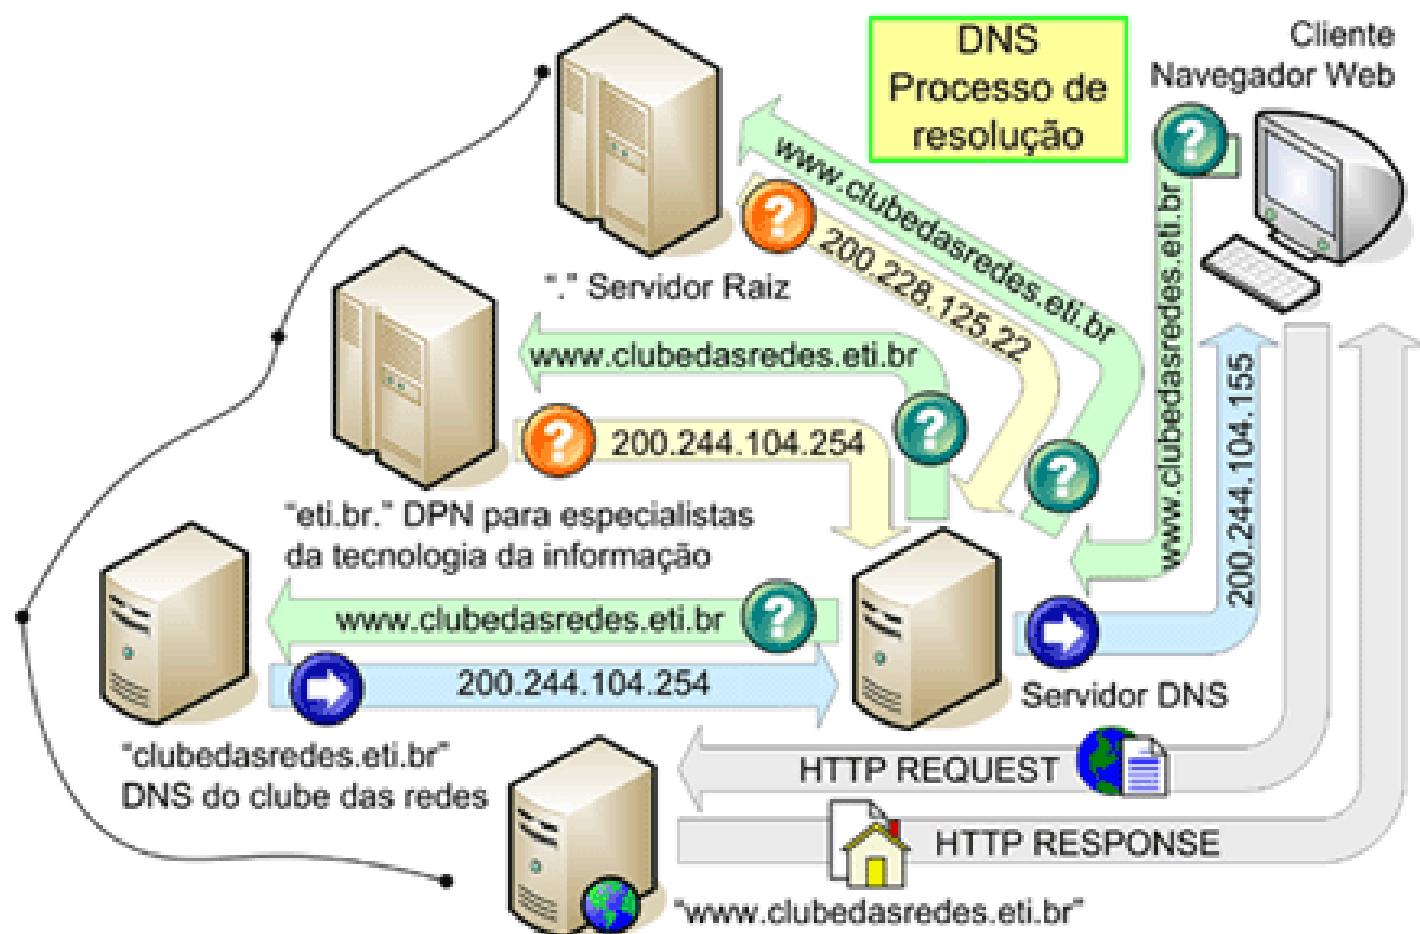 DNS
Processo de
resolução
Cliente
Navegador Web
?
www.clubedasredes.eti.br
?
200.228.125.22
"." Servidor Raiz
www.clubedasredes.eti.br
200.244.104.155
www.clubedasredes.eti.br
?
?
?
200.244.104.254
"eti.br." DPN para especialistas
da tecnologia da informação
www.clubedasredes.eti.br
?
200.244.104.254
Servidor DNS
"clubedasredes.eti.br"
DNS do clube das redes
HTTP REQUEST
HTTP RESPONSE
"www.clubedasredes.eti.br"